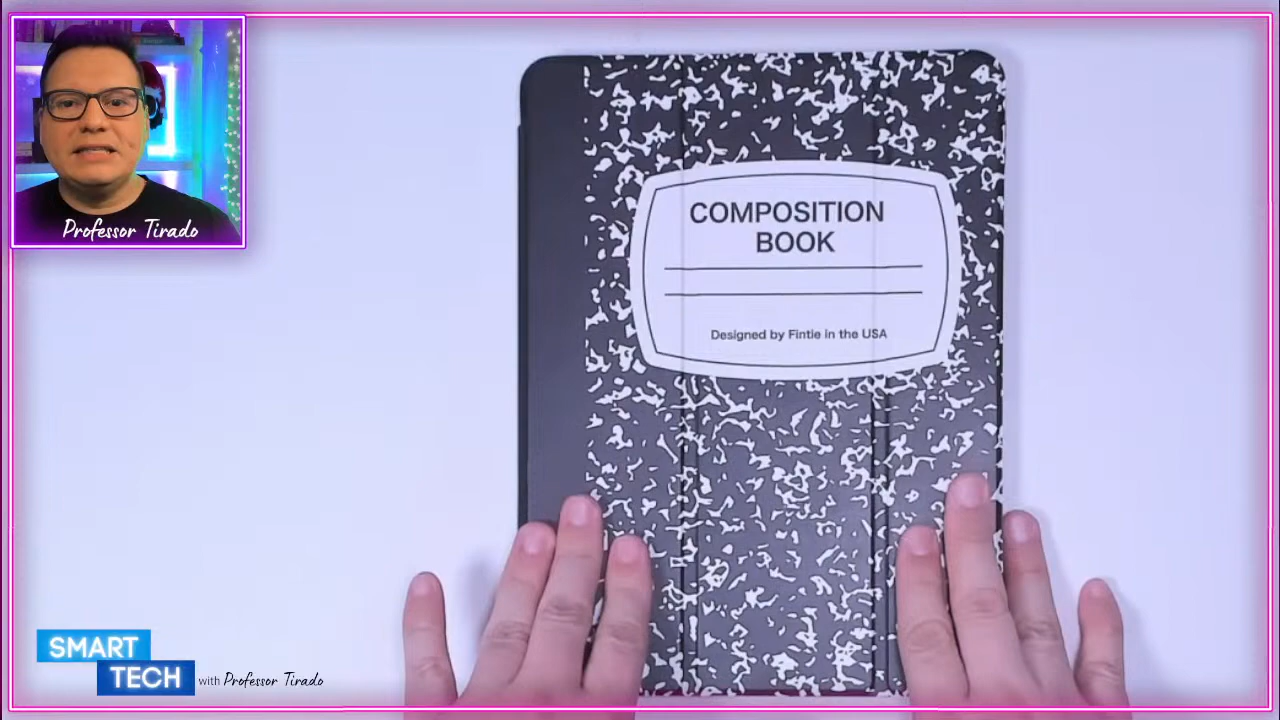 Professor Tirado
COMPOSITION
BOOK
Designed by Fintie in the USA
SMART
TECH
with Professor Tirado